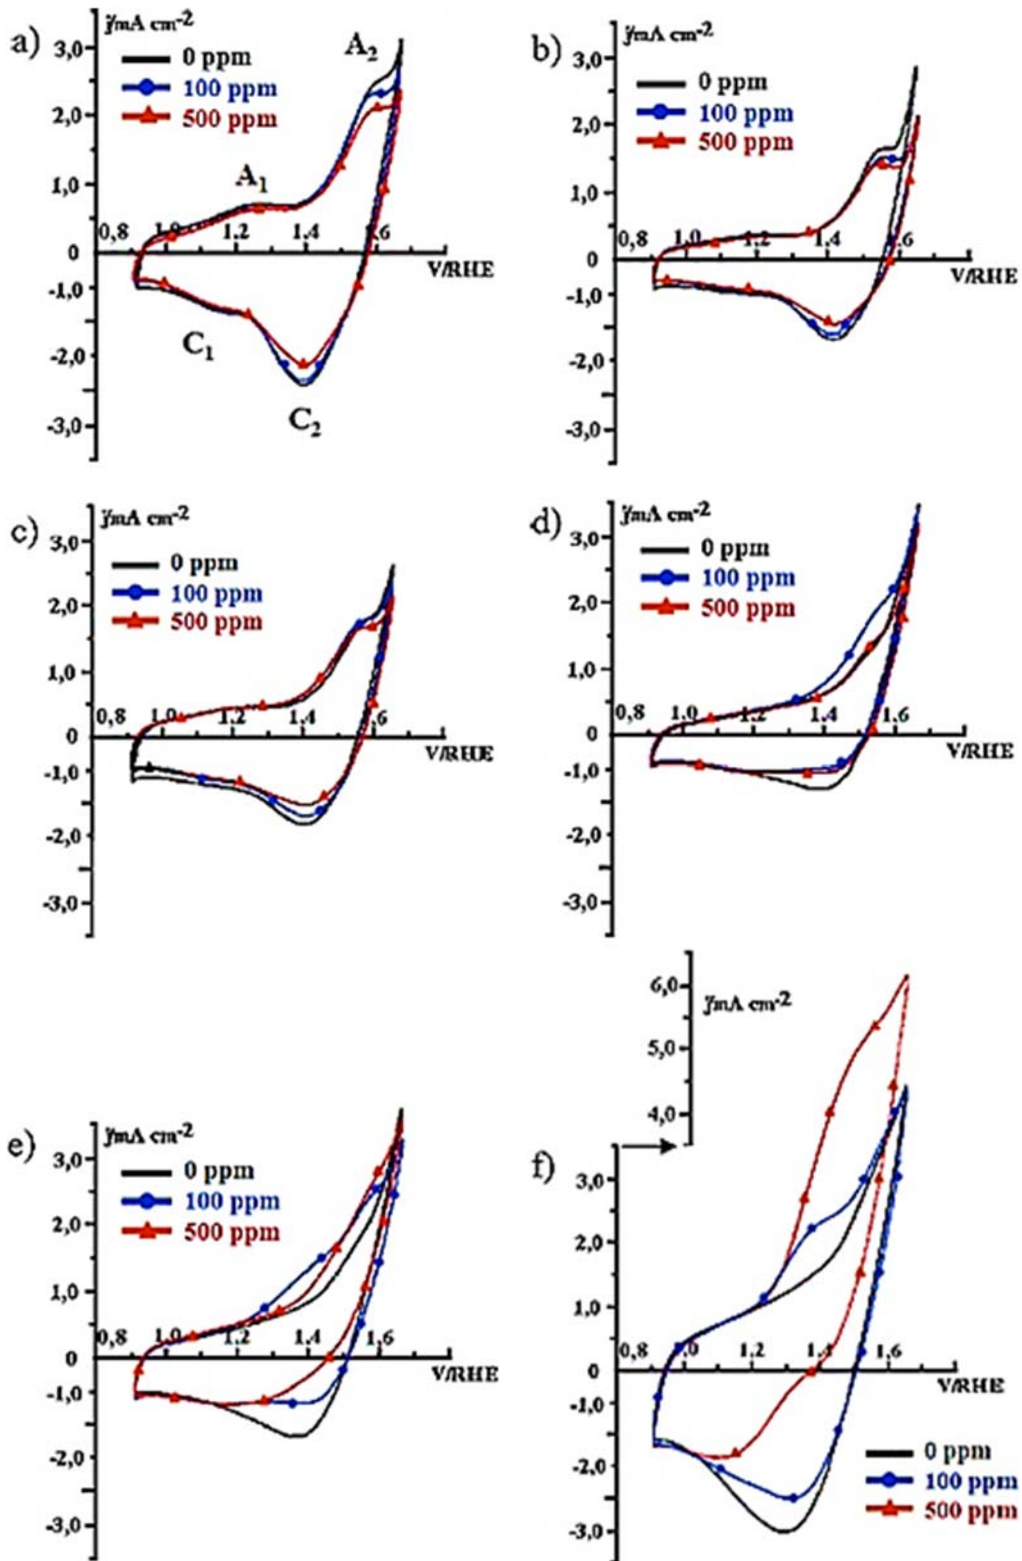 a)
j/mA cm-2
0 ppm
100 ppm
500 ppm
A2
A1
C1
C2
3,0
2,0
1,0
0
-1,0
-2,0
-3,0
0,8 1.0 1.2 1.4 1.6
V/RHE
b)
j/mA cm-2
0 ppm
100 ppm
500 ppm
3,0
2,0
1,0
0
-1,0
-2,0
-3,0
0,8 1.0 1.2 1.4 1.6
V/RHE
c)
j/mA cm-2
0 ppm
100 ppm
500 ppm
3,0
2,0
1,0
0
-1,0
-2,0
-3,0
0,8 1.0 1.2 1.4 1.6
V/RHE
d)
j/mA cm-2
0 ppm
100 ppm
500 ppm
3,0
2,0
1,0
0
-1,0
-2,0
-3,0
0,8 1.0 1.2 1.4 1.6
V/RHE
e)
j/mA cm-2
0 ppm
100 ppm
500 ppm
3,0
2,0
1,0
0
-1,0
-2,0
-3,0
0,8 1.0 1.2 1.4 1.6
V/RHE
f)
6,0
5,0
4,0
j/mA cm-2
3,0
2,0
1,0
0
-1,0
-2,0
-3,0
0,8 1.0 1.2 1.4 1.6
V/RHE
0 ppm
100 ppm
500 ppm